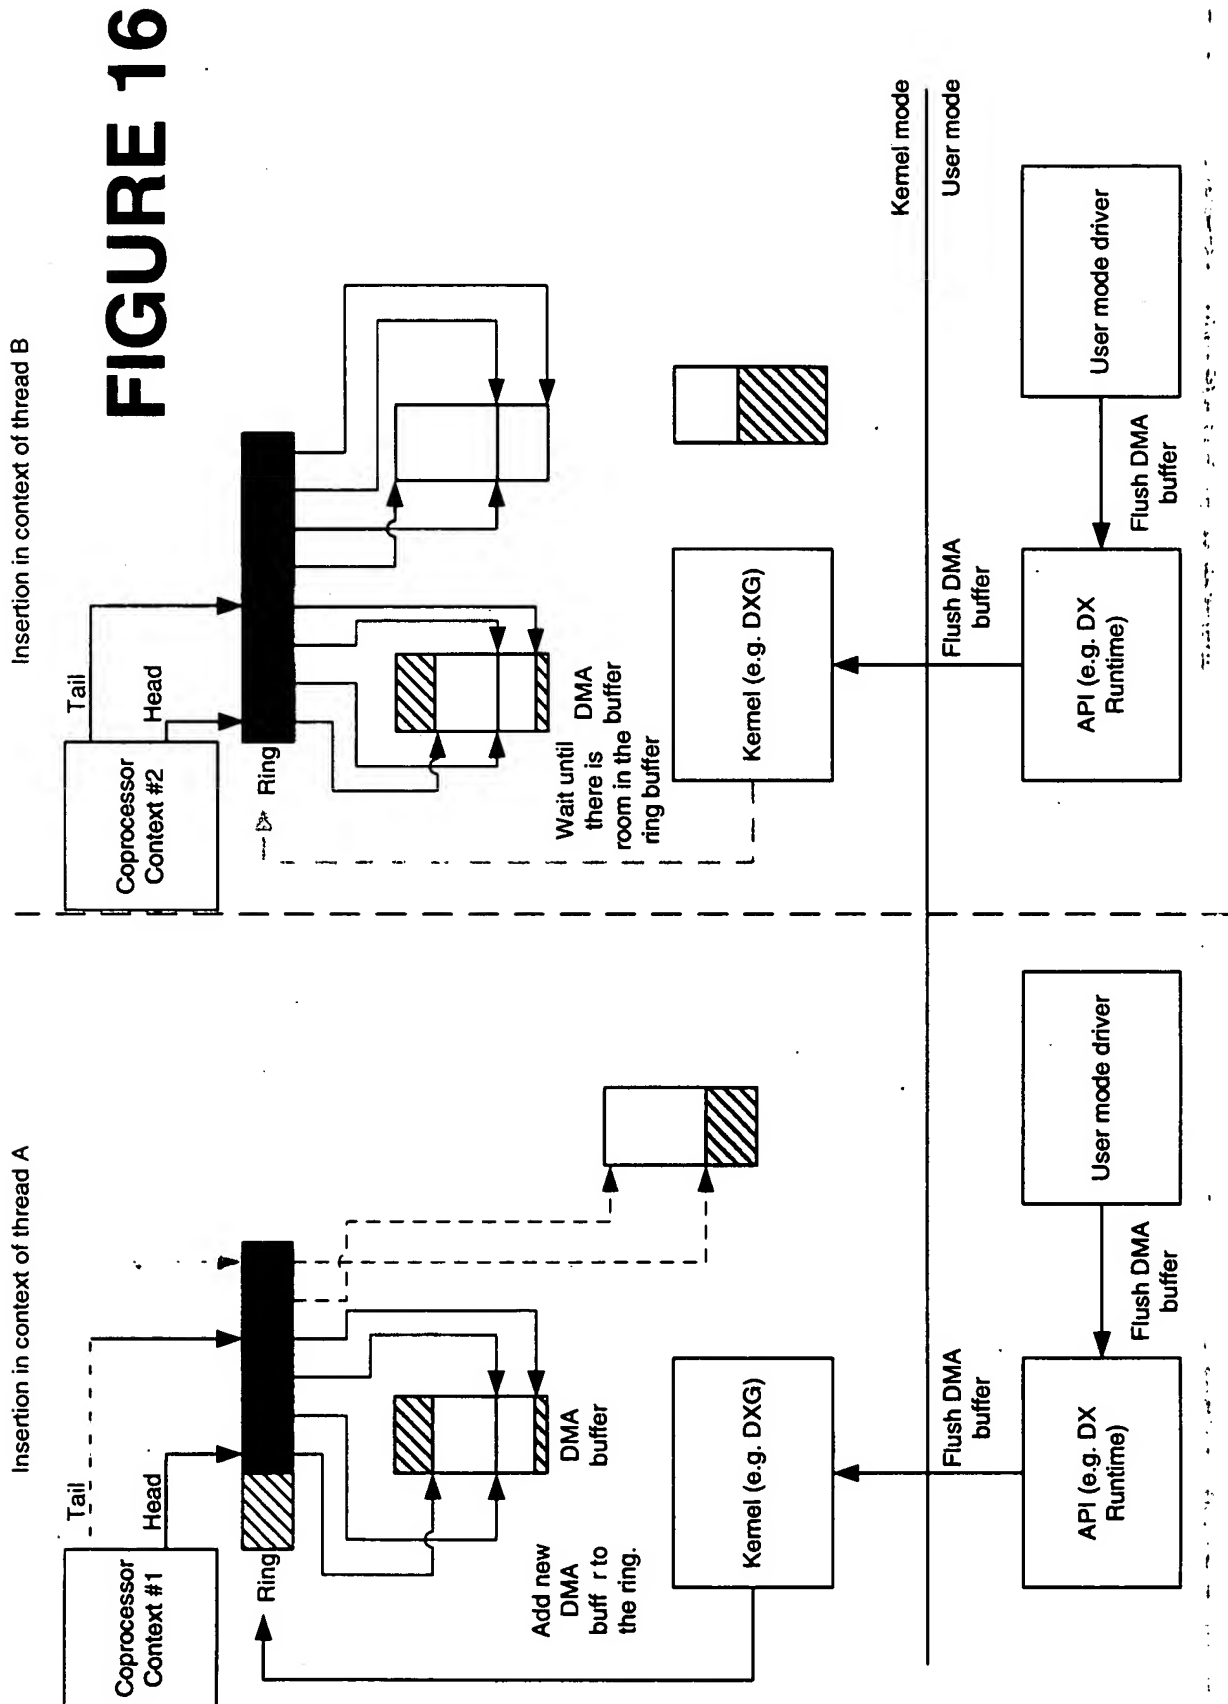 FIGURE 16
Insertion in context of thread A
Coprocessor
Context #1
Tail
Head
Ring
DMA
buffer
Add new
DMA
buff r to
the ring.
Kernel (e.g. DXG)
Flush DMA
buffer
API (e.g. DX
Runtime)
Flush DMA
buffer
User mode driver
Insertion in context of thread B
Coprocessor
Context #2
Tail
Head
Ring
DMA
buffer
Wait until
there is
room in the
ring buffer
Kernel (e.g. DXG)
Flush DMA
buffer
API (e.g. DX
Runtime)
Flush DMA
buffer
User mode driver
Kernel mode
User mode